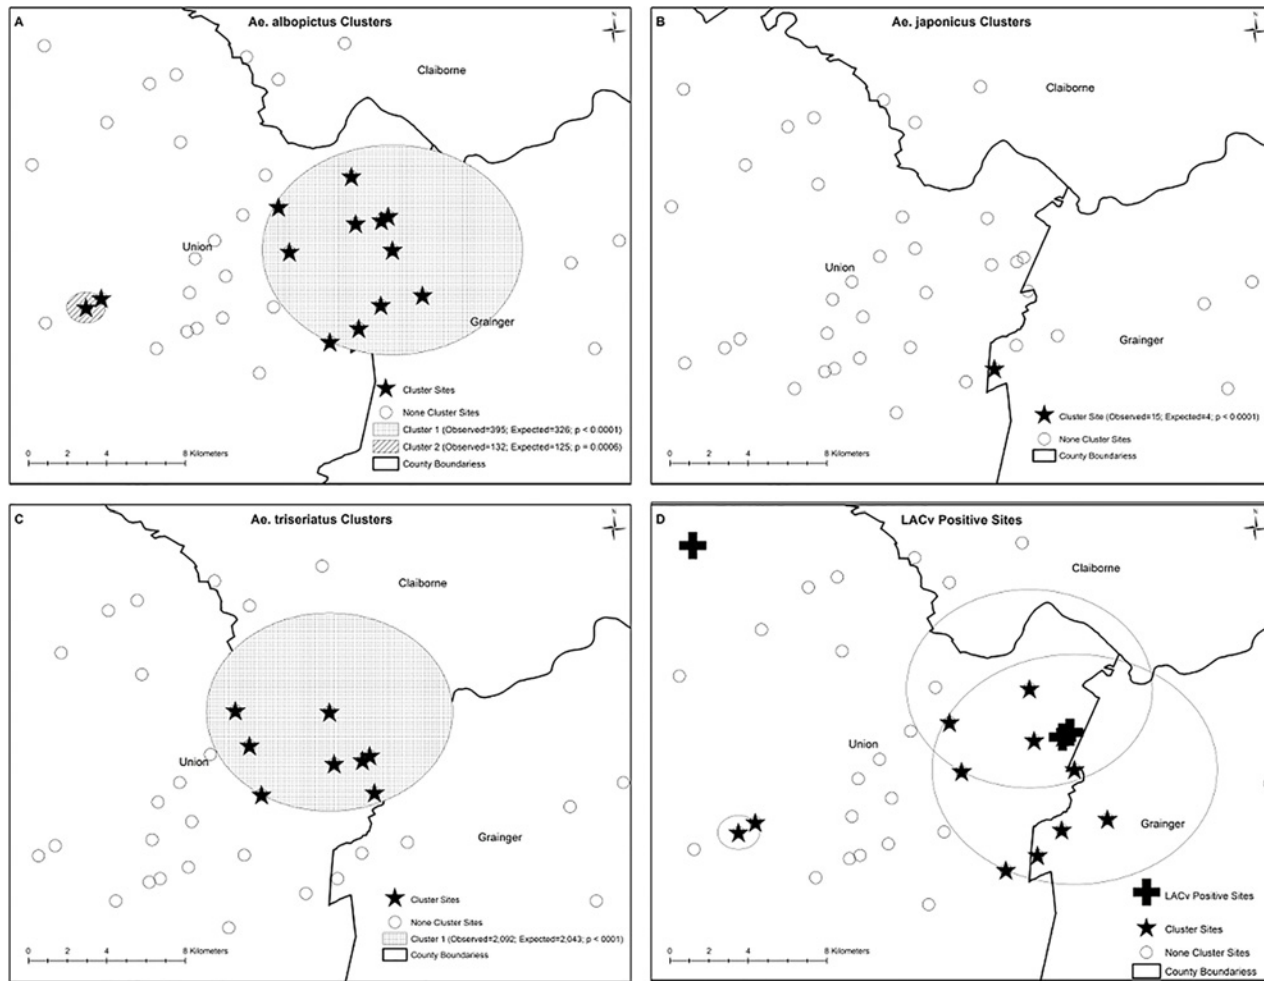 A
Ae. albopictus Clusters
N
Claiborne
Union
Grainger
Cluster Sites
None Cluster Sites
Cluster 1 (Observed=395; Expected=326; p < 0.0001)
Cluster 2 (Observed=132; Expected=125; p = 0.0006)
County Boundariess
0 2 4 8 Kilometers
B
Ae. japonicus Clusters
N
Claiborne
Union
Grainger
Cluster Site (Observed=15; Expected=4; p < 0.0001)
None Cluster Sites
County Boundariess
0 2 4 8 Kilometers
C
Ae. triseriatus Clusters
N
Claiborne
Union
Grainger
Cluster Sites
None Cluster Sites
Cluster 1 (Observed=2,092; Expected=2,043; p < 0001)
County Boundariess
0 2 4 8 Kilometers
D
LACv Positive Sites
N
Claiborne
Union
Grainger
LACv Positive Sites
Cluster Sites
None Cluster Sites
County Boundariess
0 2 4 8 Kilometers